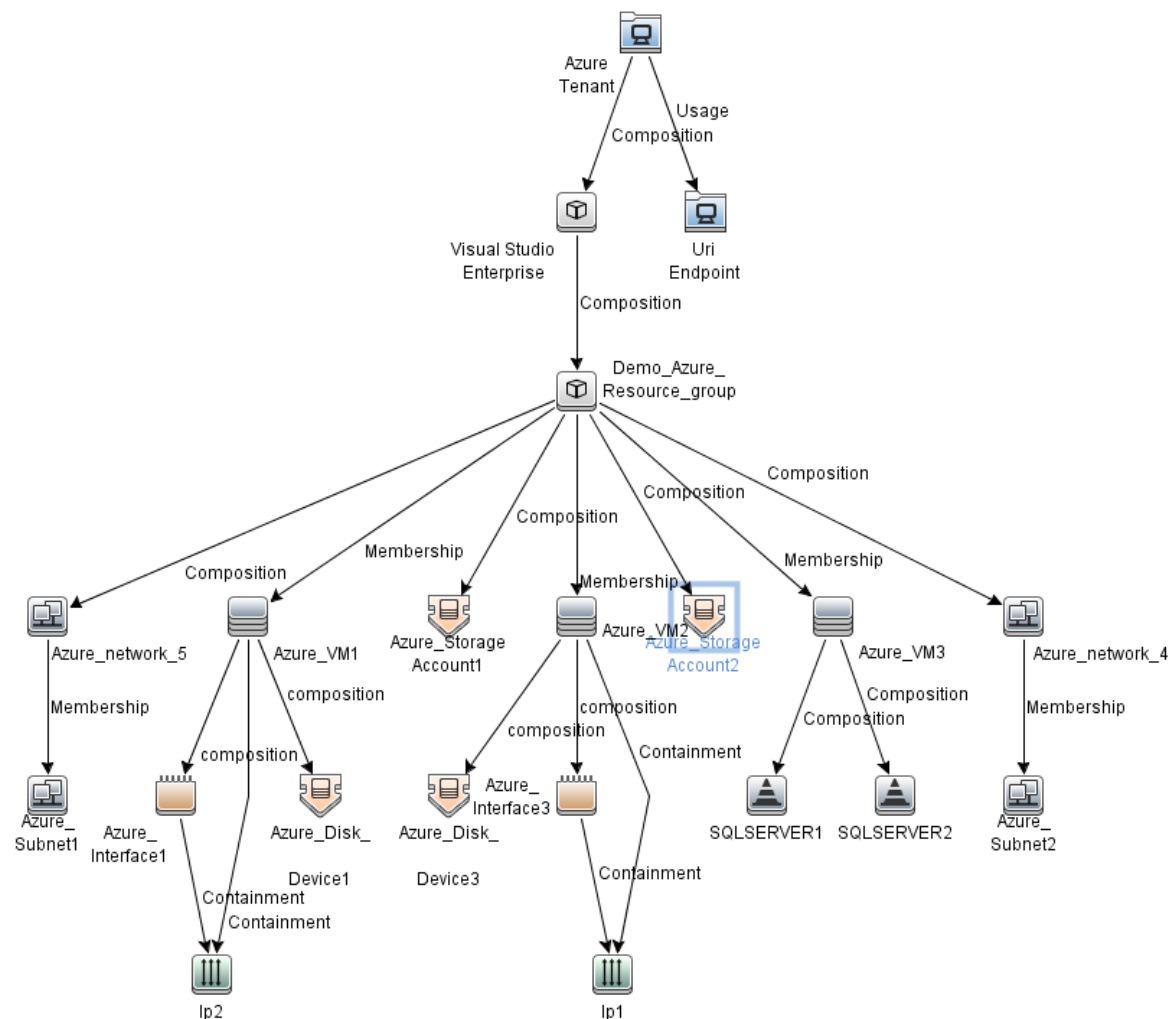 Azure
Tenant
Usage
Composition
Visual Studio
Enterprise
Uri
Endpoint
Composition
Demo_Azure_
Resource_group
Composition
Composition
Composition
Membership
Membership
Composition
Membership
Azure_network_5
Azure_VM1
Azure_Storage
Account1
Azure_VM2
Azure_Storage
Account2
Azure_VM3
Azure_network_4
composition
Composition
Membership
composition
Composition
Membership
composition
composition
Containment
Azure_
Subnet1
Azure_
Interface1
Azure_Disk_
Device1
Azure_Disk_
Device3
Azure_
Interface3
SQLSERVER1
SQLSERVER2
Azure_
Subnet2
Containment
Containment
Containment
Ip2
Ip1